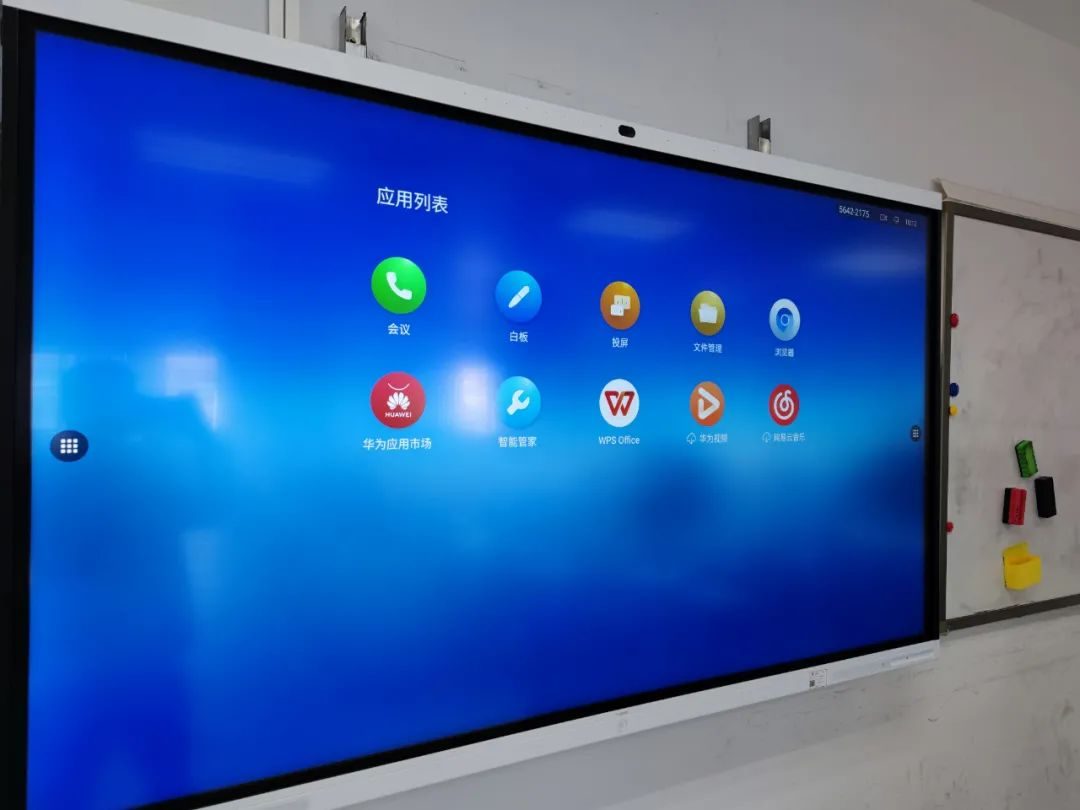 应用列表
5642-2175
会议
白板
投屏
文件管理
浏览器
HUAWEI
华为应用市场
智能管家
WPS Office
华为视频
网易云音乐